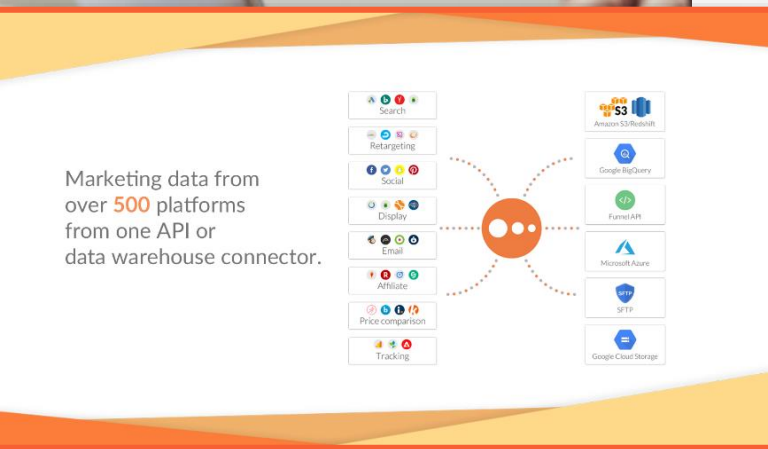 Marketing data from
over 500 platforms
from one API or
data warehouse connector.
Search
Retargeting
Social
Display
Email
Affiliate
Price comparison
Tracking
S3
Amazon S3/Redshift
Google BigQuery
</>
Funnel API
Microsoft Azure
SFTP
SFTP
Google Cloud Storage